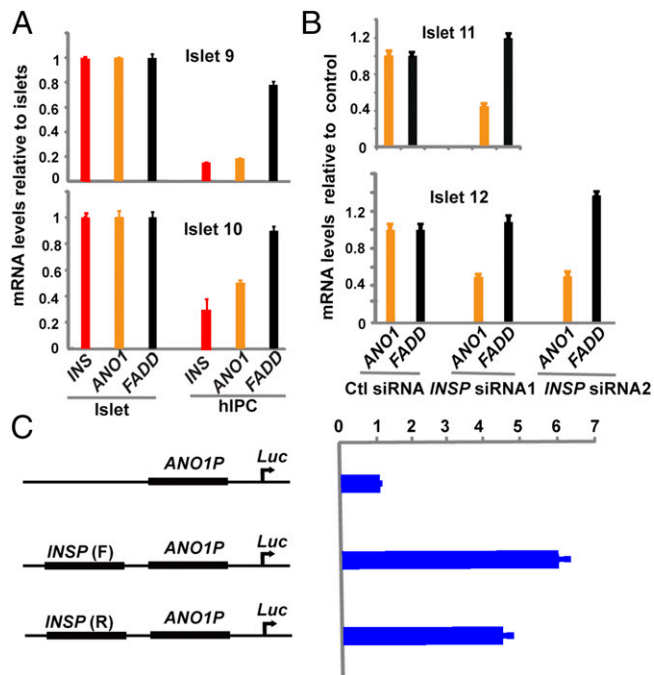 A
mRNA levels relative to islets
Islet 9
1
0.8
0.6
0.4
0.2
Islet 10
1
0.8
0.6
0.4
0.2
0
INS
ANO1
FADD
INS
ANO1
FADD
Islet
hIPC
B
mRNA levels relative to control
Islet 11
1.2
0.8
0.4
0
Islet 12
1.2
0.8
0.4
0
ANO1
FADD
ANO1
FADD
ANO1
FADD
Ctl siRNA
INSP siRNA1
INSP siRNA2
C
0 1 2 3 4 5 6 7
ANO1P
Luc
INSP (F)
ANO1P
Luc
INSP (R)
ANO1P
Luc